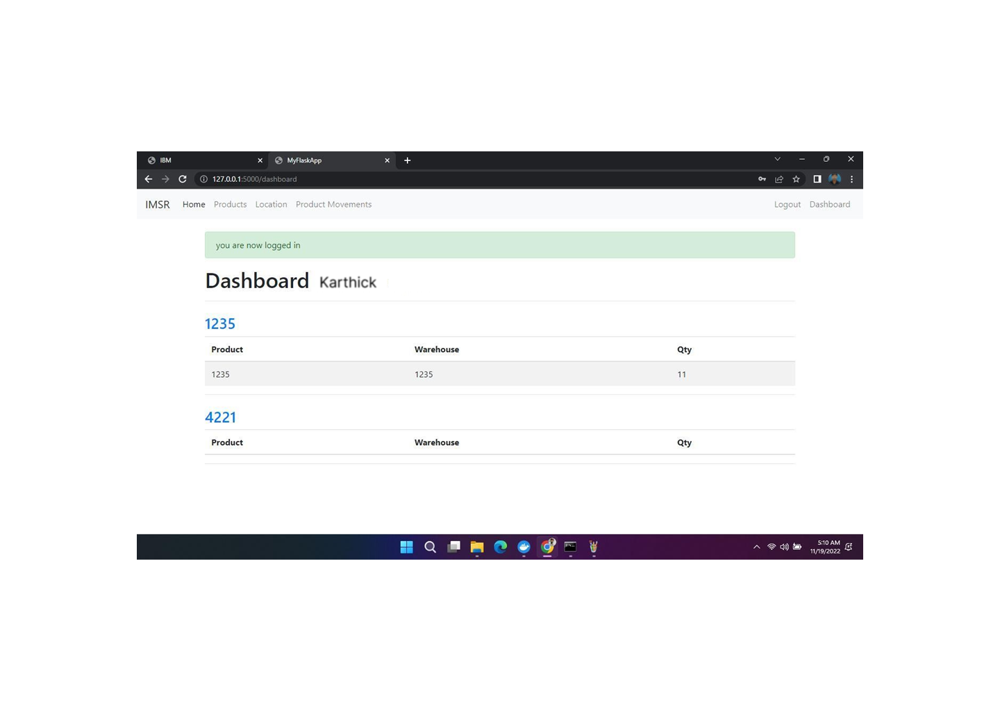 IBM
MyFlaskApp
127.0.0.1:5000/dashboard
IMSR Home Products Location Product Movements Logout Dashboard
you are now logged in
Dashboard Karthick
1235
Product Warehouse Qty
1235 1235 11
4221
Product Warehouse Qty
5:10 AM
11/19/2022